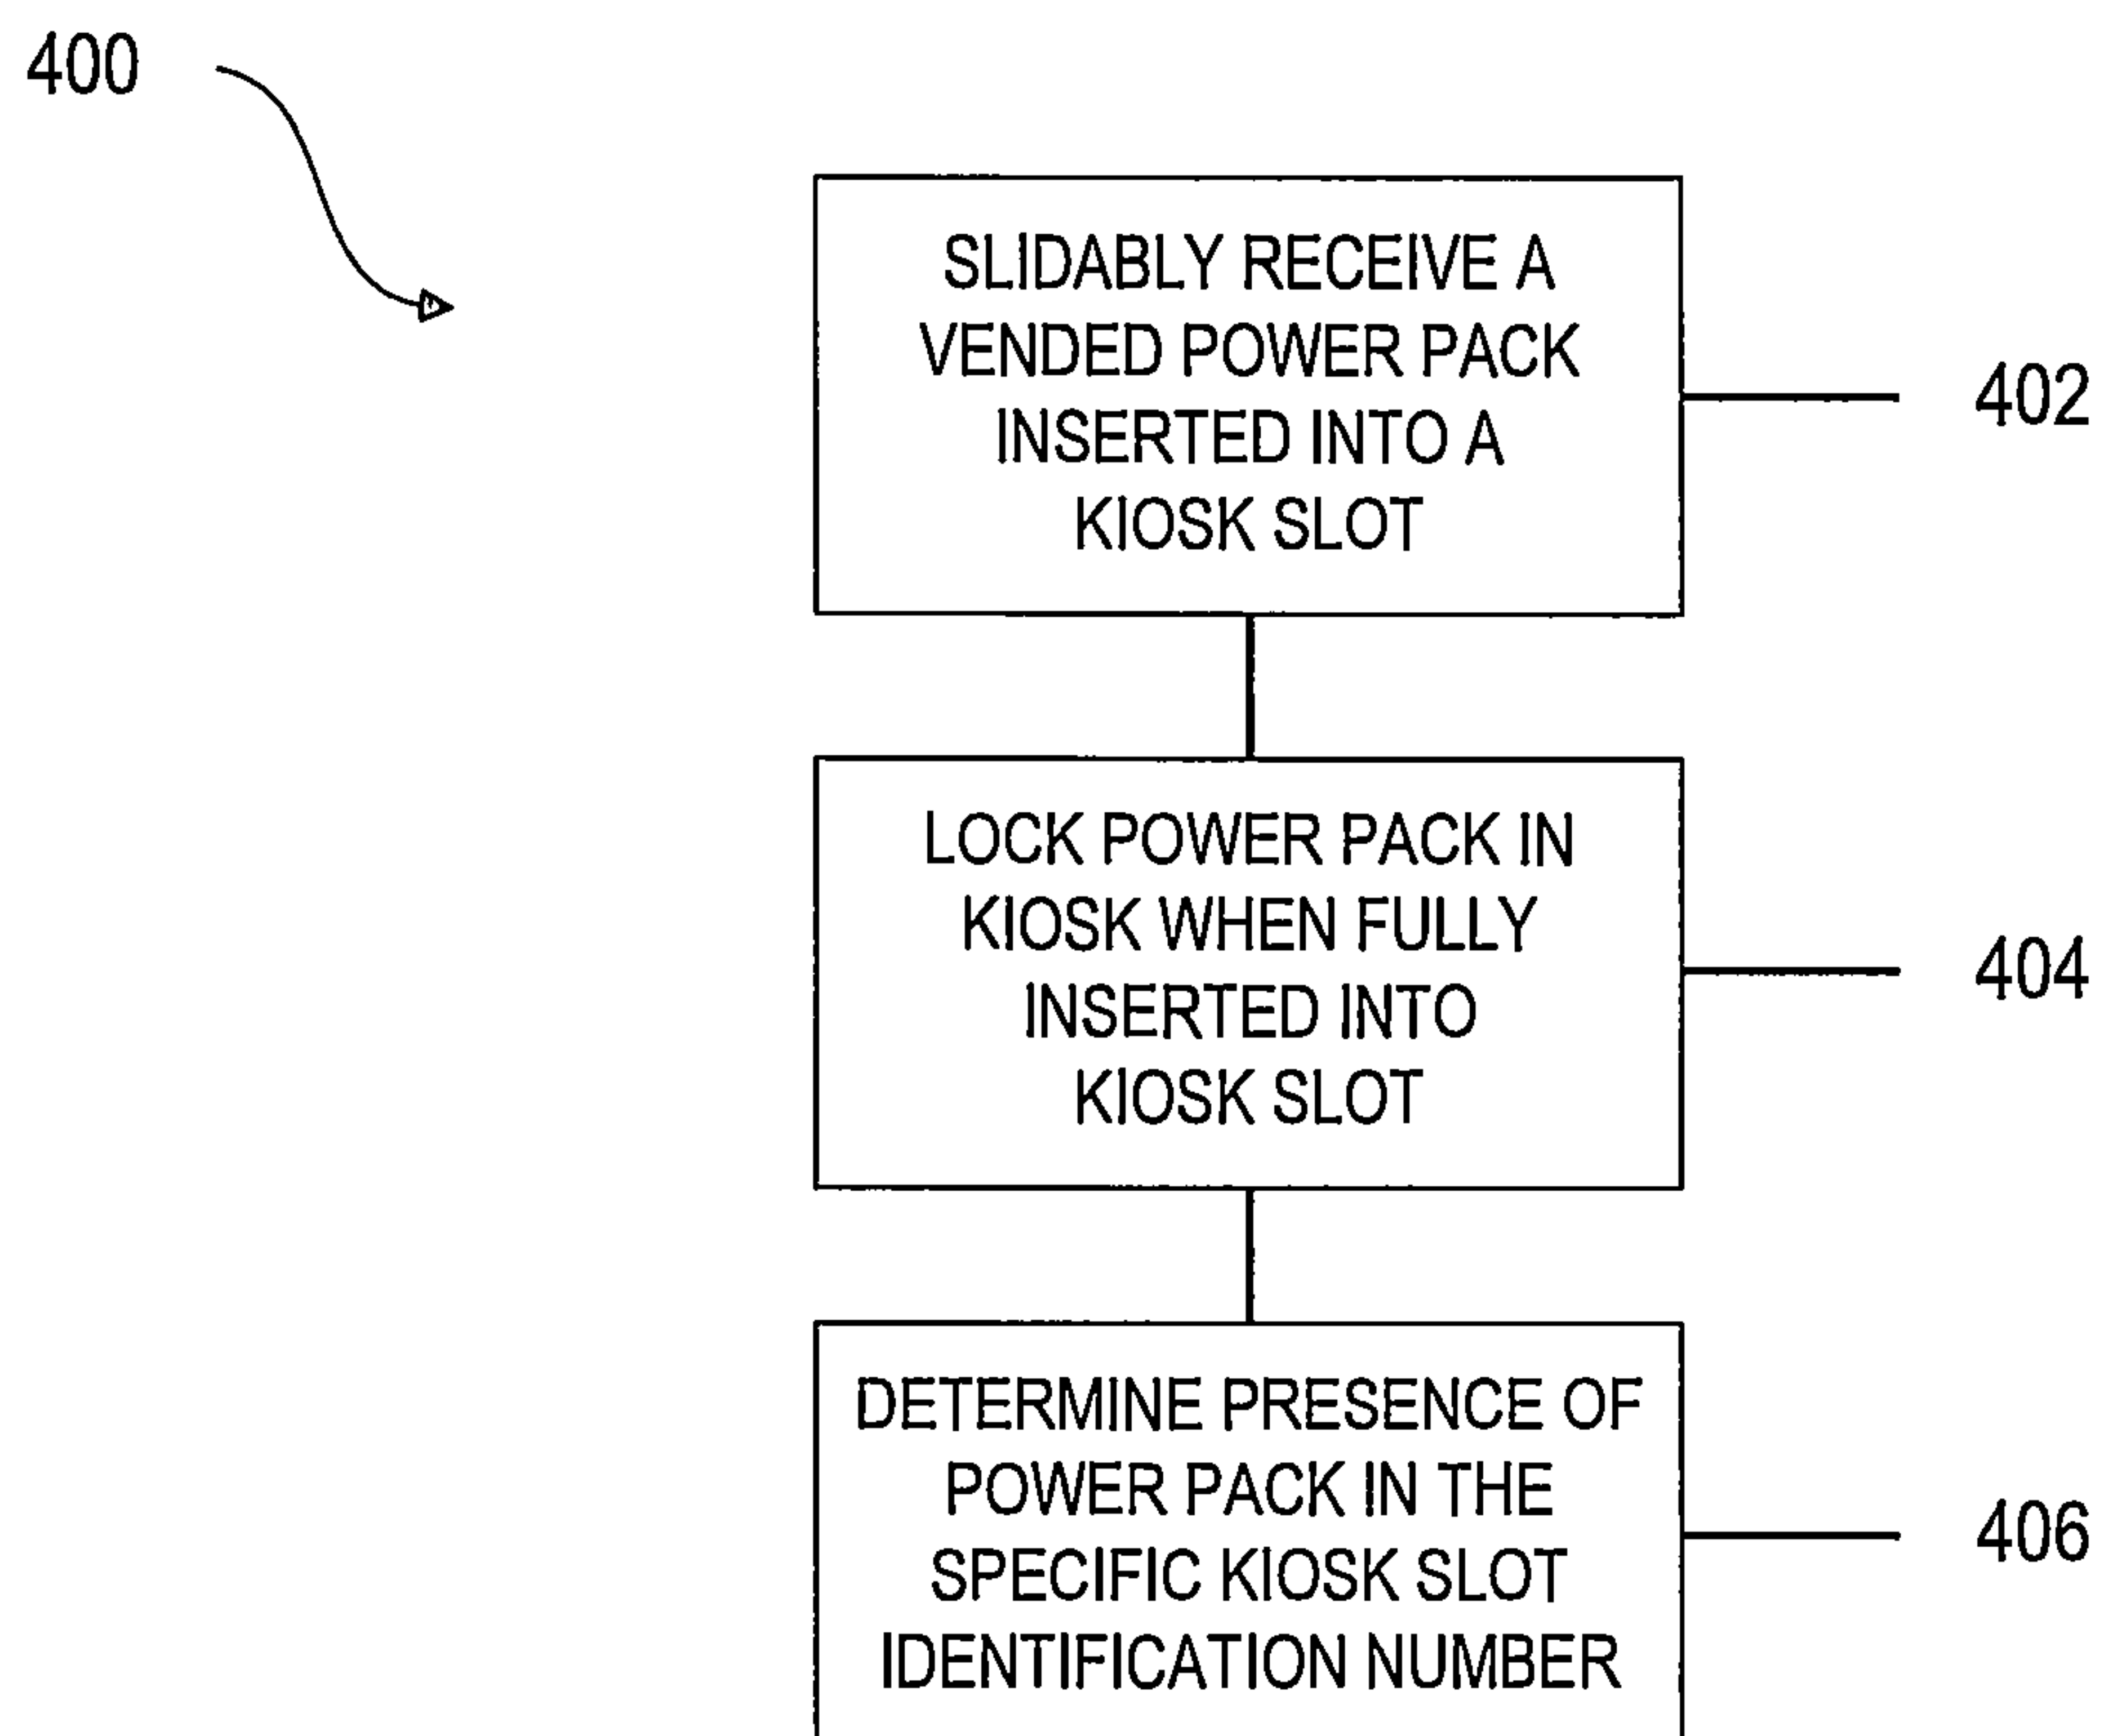 400
SLIDABLY RECEIVE A
VENDED POWER PACK
INSERTED INTO A
KIOSK SLOT
402
LOCK POWER PACK IN
KIOSK WHEN FULLY
INSERTED INTO
KIOSK SLOT
404
DETERMINE PRESENCE OF
POWER PACK IN THE
SPECIFIC KIOSK SLOT
IDENTIFICATION NUMBER
406